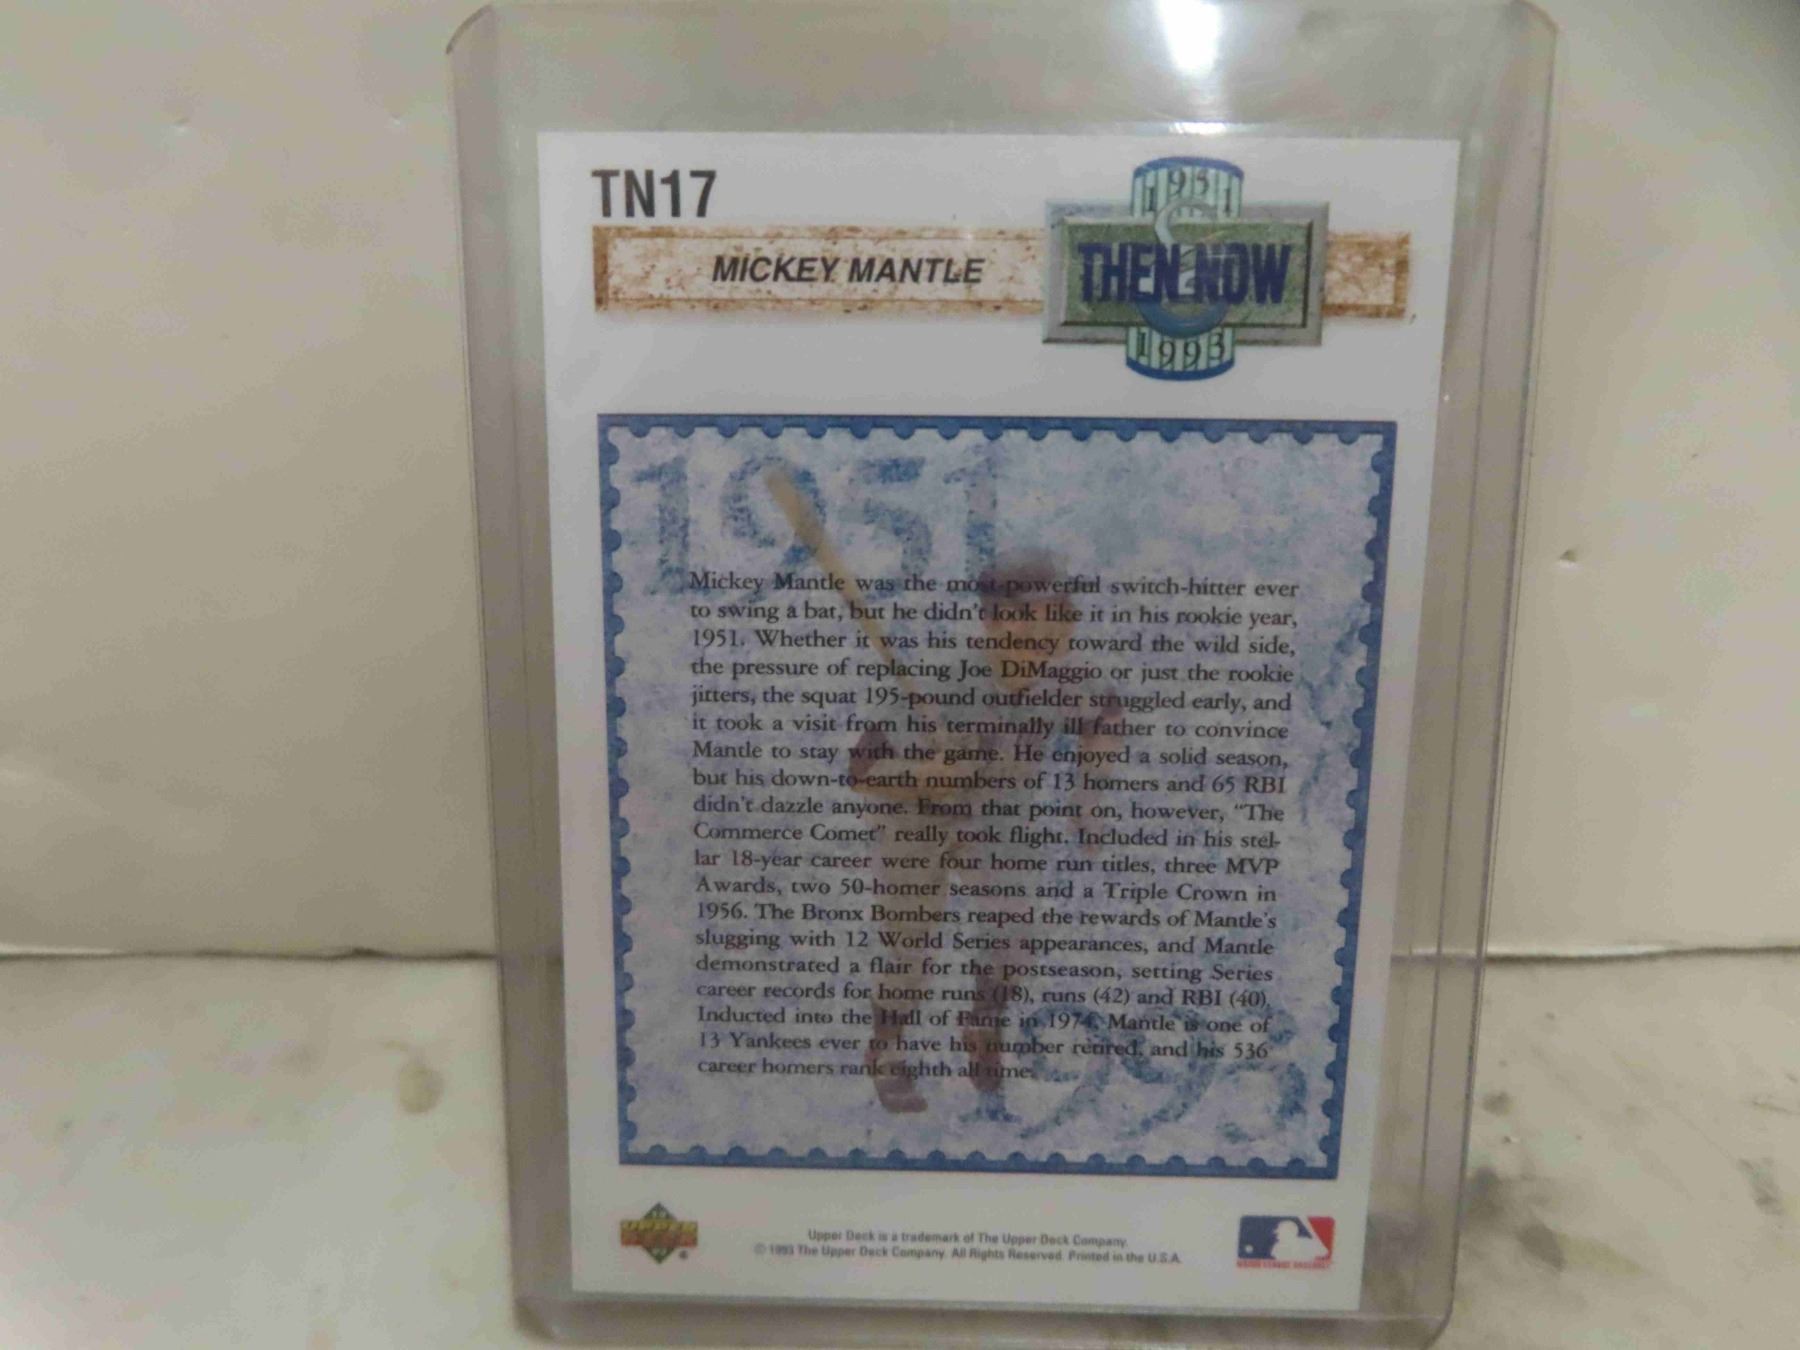 TN17
1951
MICKEY MANTLE
THEN & NOW
1993
1951
Mickey Mantle was the most-powerful switch-hitter ever
to swing a bat, but he didn't look like it in his rookie year,
1951. Whether it was his tendency toward the wild side,
the pressure of replacing Joe DiMaggio or just the rookie
jitters, the squat 195-pound outfielder struggled early, and
it took a visit from his terminally ill father to convince
Mantle to stay with the game. He enjoyed a solid season,
but his down-to-earth numbers of 13 homers and 65 RBI
didn't dazzle anyone. From that point on, however, "The
Commerce Comet" really took flight. Included in his stel-
lar 18-year career were four home run titles, three MVP
Awards, two 50-homer seasons and a Triple Crown in
1956. The Bronx Bombers reaped the rewards of Mantle's
slugging with 12 World Series appearances, and Mantle
demonstrated a flair for the postseason, setting Series
career records for home runs (18), runs (42) and RBI (40).
Inducted into the Hall of Fame in 1974, Mantle is one of
13 Yankees ever to have his number retired, and his 536
career homers rank eighth all time.
1993
UPPER DECK
Upper Deck is a trademark of The Upper Deck Company.
© 1993 The Upper Deck Company. All Rights Reserved. Printed in the U.S.A.
MAJOR LEAGUE BASEBALL